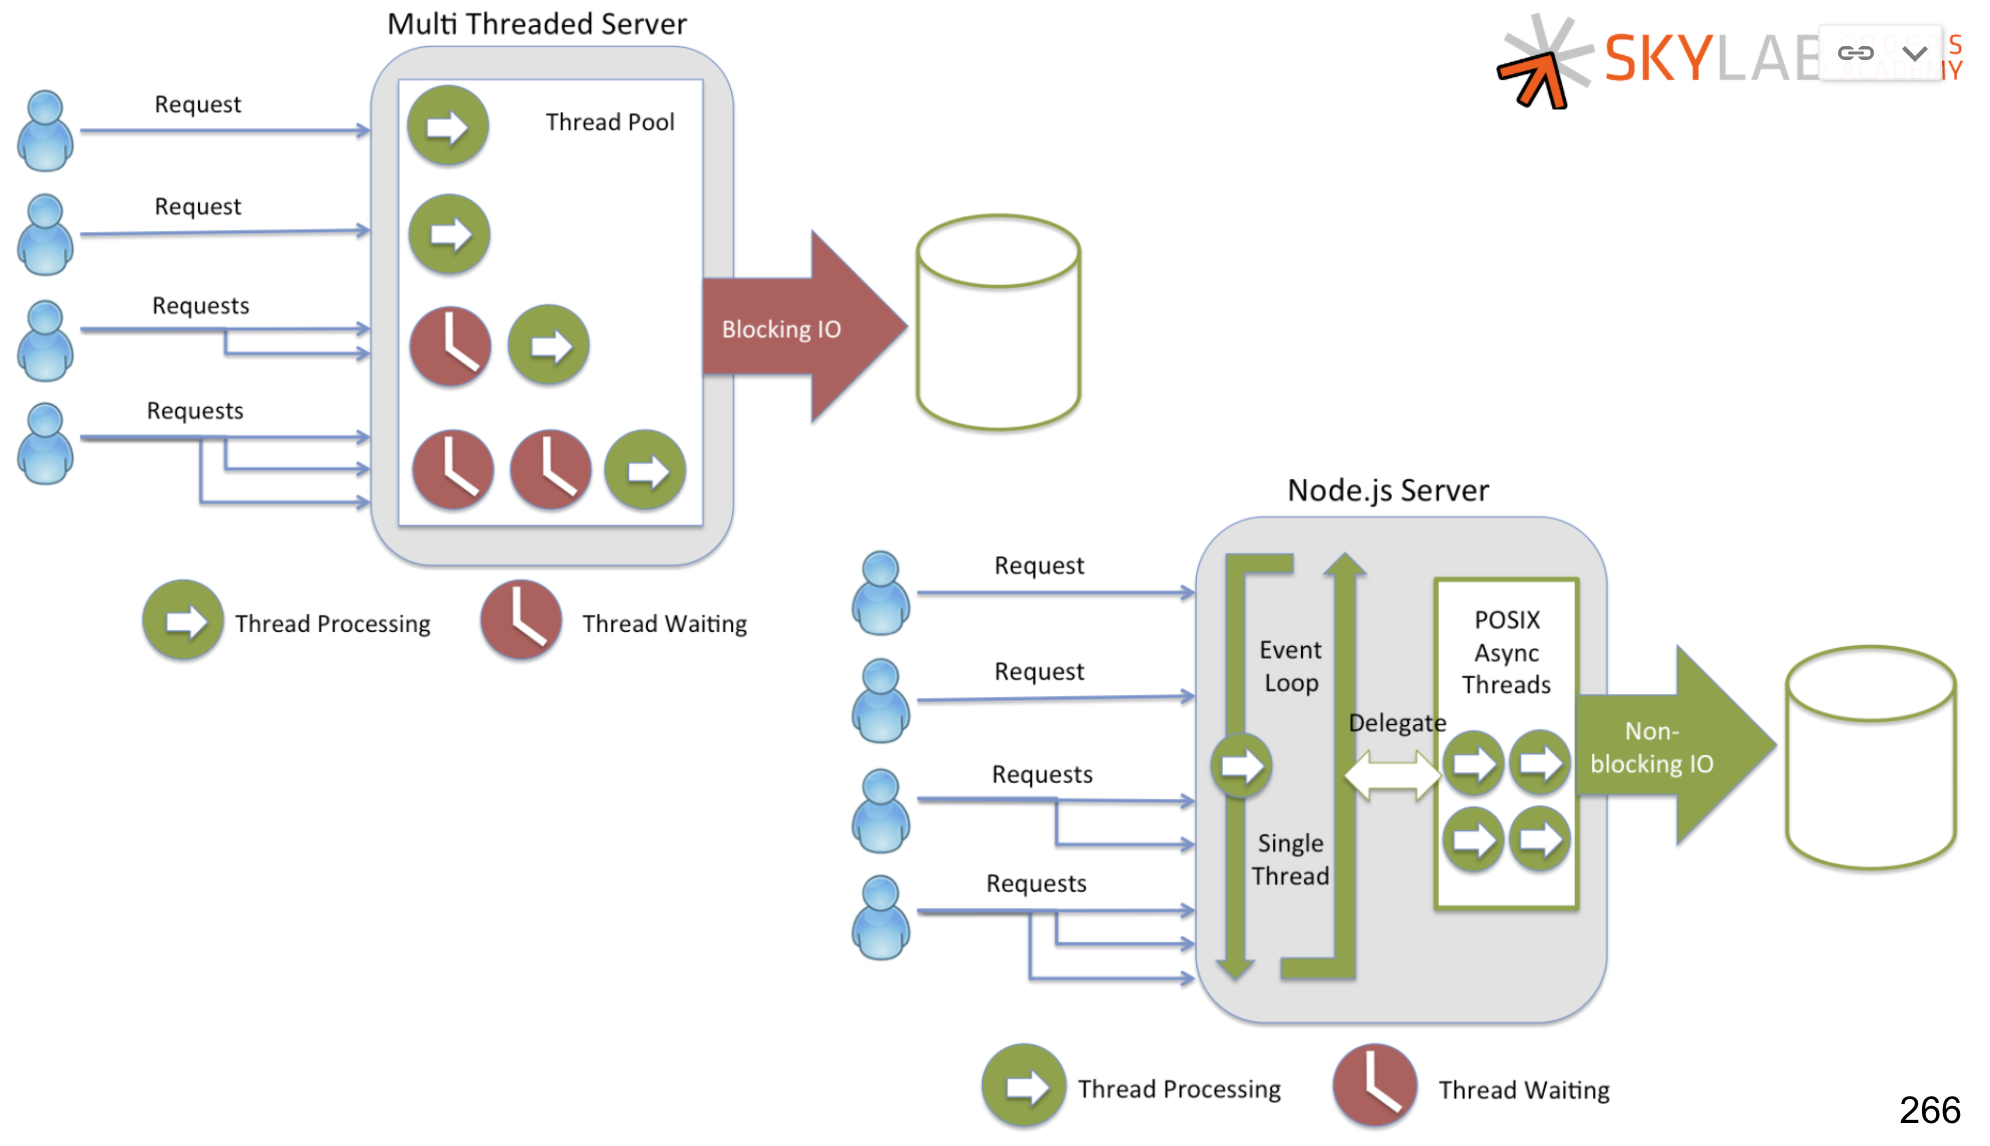 Multi Threaded Server
SKYLAB
Request
Thread Pool
Request
Requests
Blocking IO
Requests
Thread Processing
Thread Waiting
Node.js Server
Request
Request
Requests
Requests
Event
Loop
Single
Thread
Delegate
POSIX
Async
Threads
Non-
blocking IO
Thread Processing
Thread Waiting
266